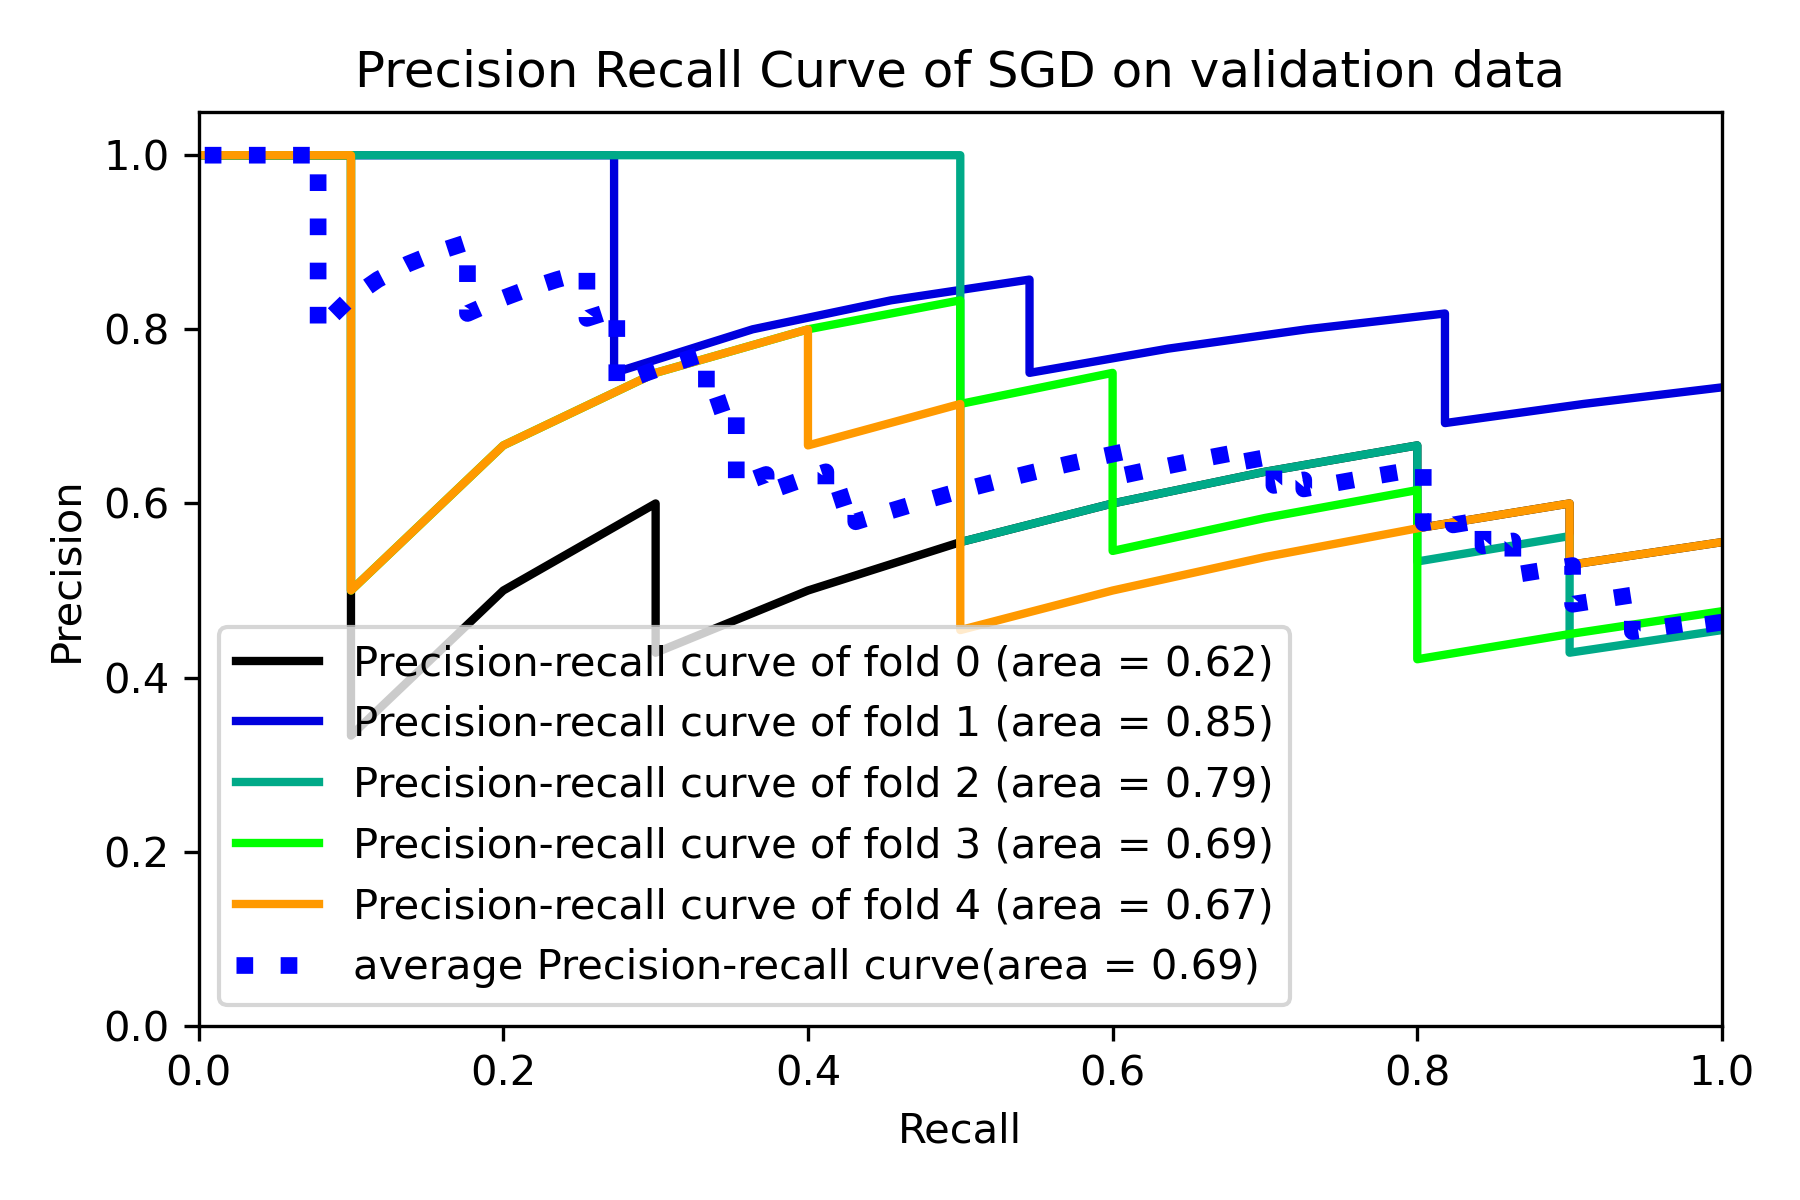 Precision Recall Curve of SGD on validation data
Precision
1.0
0.8
0.6
0.4
0.2
0.0
Precision-recall curve of fold 0 (area = 0.62)
Precision-recall curve of fold 1 (area = 0.85)
Precision-recall curve of fold 2 (area = 0.79)
Precision-recall curve of fold 3 (area = 0.69)
Precision-recall curve of fold 4 (area = 0.67)
average Precision-recall curve(area = 0.69)
0.0 0.2 0.4 0.6 0.8 1.0
Recall